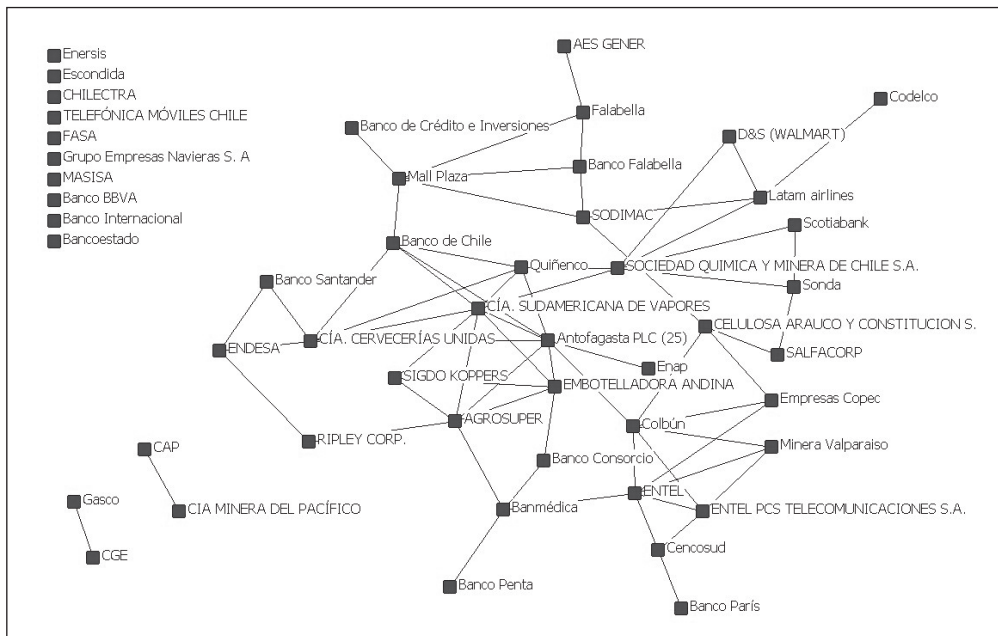 Enersis
Escondida
CHILECTRA
TELEFÓNICA MÓVILES CHILE
FASA
Grupo Empresas Navieras S. A
MASISA
Banco BBVA
Banco Internacional
Bancoestado
AES GENER
Codelco
Falabella
Banco de Crédito e Inversiones
D&S (WALMART)
Banco Falabella
Mall Plaza
Latam airlines
SODIMAC
Scotiabank
Banco de Chile
Quiñenco
SOCIEDAD QUIMICA Y MINERA DE CHILE S.A.
Banco Santander
Sonda
CÍA. SUDAMERICANA DE VAPORES
CELULOSA ARAUCO Y CONSTITUCION S.
CÍA. CERVECERÍAS UNIDAS
Antofagasta PLC (25)
ENDESA
SALFACORP
Enap
SIGDO KOPPERS
EMBOTELLADORA ANDINA
Empresas Copec
AGROSUPER
Colbún
RIPLEY CORP.
Minera Valparaiso
CAP
Banco Consorcio
ENTEL
Gasco
CIA MINERA DEL PACÍFICO
Banmédica
ENTEL PCS TELECOMUNICACIONES S.A.
Cencosud
CGE
Banco Penta
Banco París